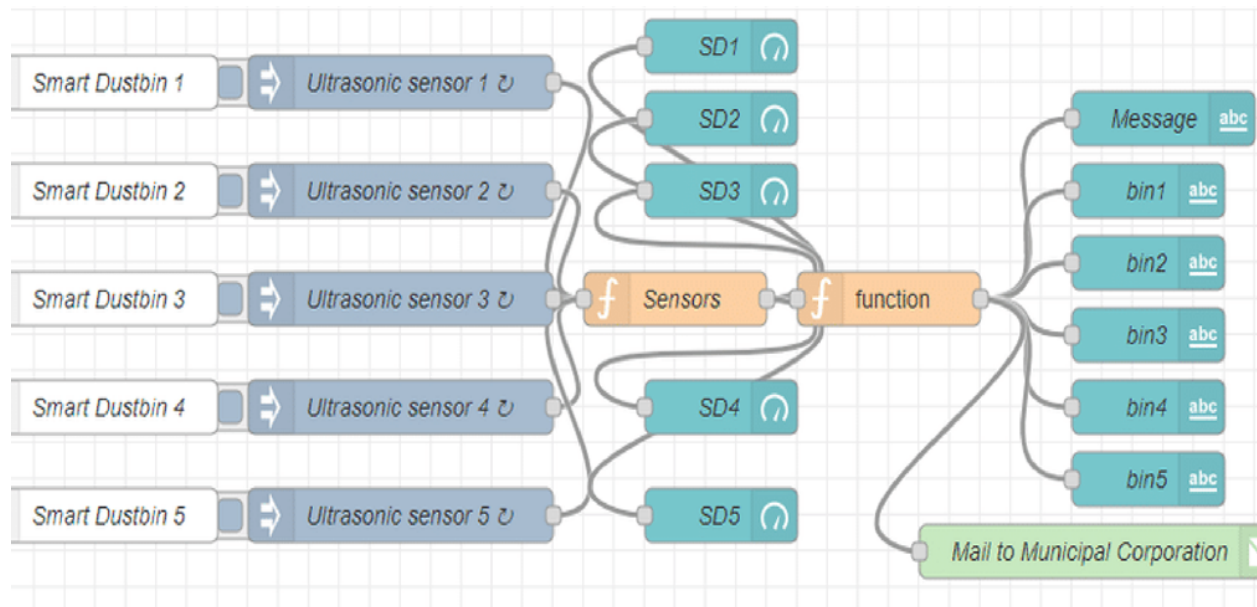 Smart Dustbin 1
Ultrasonic sensor 1 ↻
Smart Dustbin 2
Ultrasonic sensor 2 ↻
Smart Dustbin 3
Ultrasonic sensor 3 ↻
Smart Dustbin 4
Ultrasonic sensor 4 ↻
Smart Dustbin 5
Ultrasonic sensor 5 ↻
SD1
SD2
SD3
f Sensors
SD4
SD5
f function
Message abc
bin1 abc
bin2 abc
bin3 abc
bin4 abc
bin5 abc
Mail to Municipal Corporation